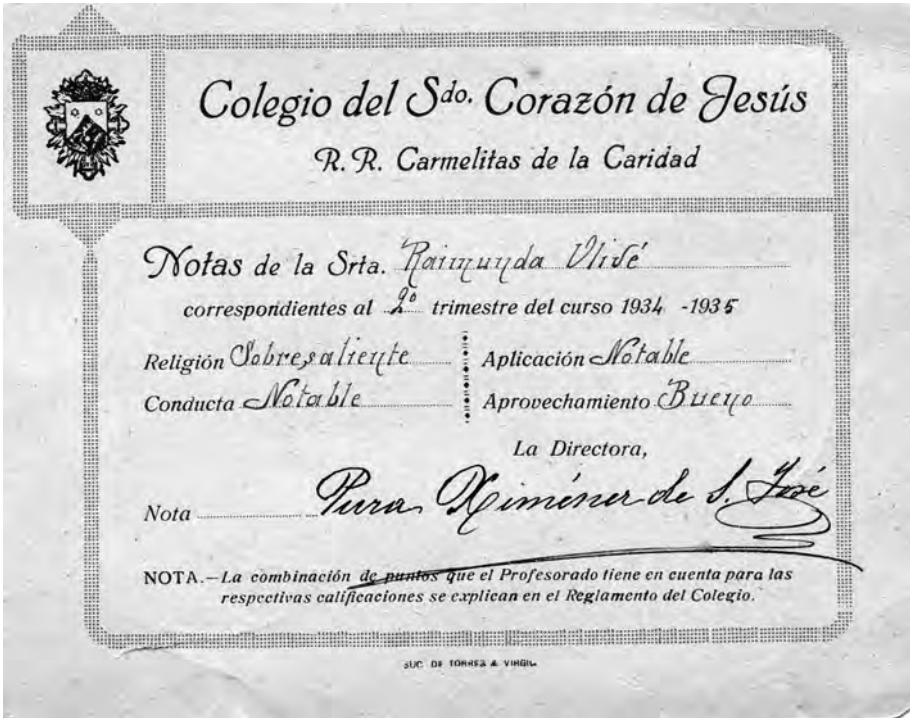 Colegio del Sdo. Corazón de Jesús
R. R. Carmelitas de la Caridad
Notas de la Srta. Raimunda Olivé
correspondientes al 2º trimestre del curso 1934 -1935
Religión Sobresaliente
Aplicación Notable
Conducta Notable
Aprovechamiento Bueno
La Directora,
Nota
Pura Ximénez de S. José
NOTA.—La combinación de puntos que el Profesorado tiene en cuenta para las
respectivas calificaciones se explican en el Reglamento del Colegio.
SUC. DE TORRES & VIRGILI